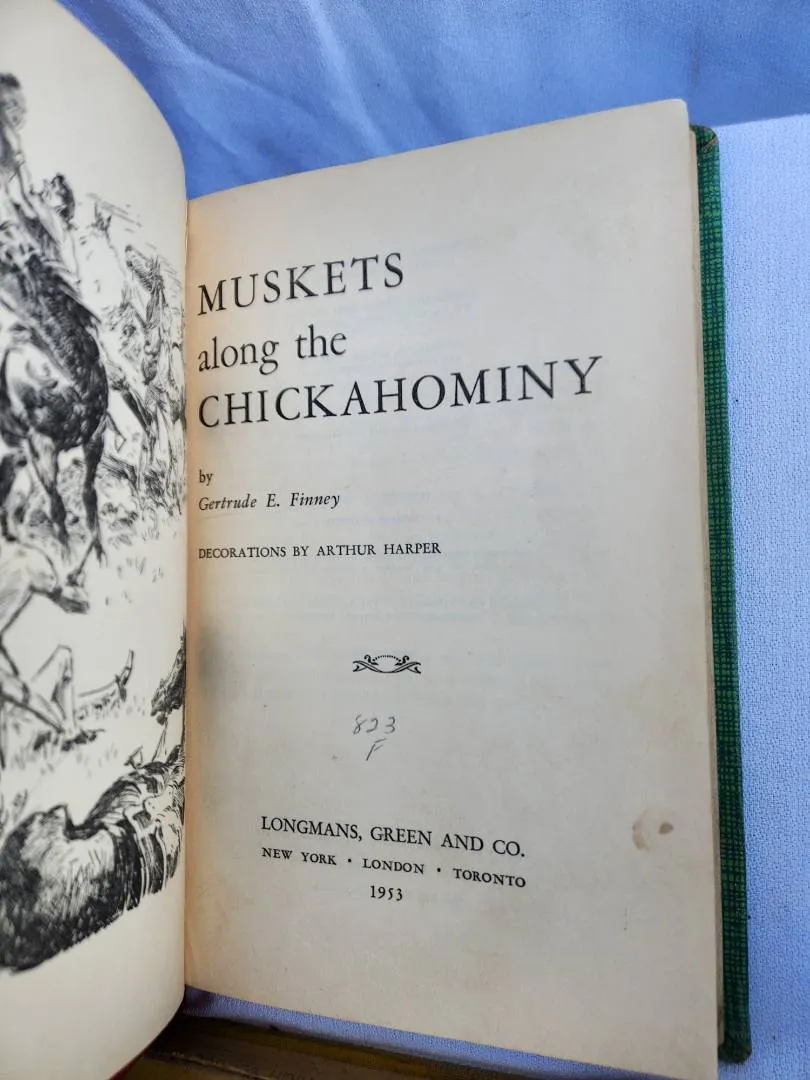 MUSKETS
along the
CHICKAHOMINY
by
Gertrude E. Finney
DECORATIONS BY ARTHUR HARPER
823
F
LONGMANS, GREEN AND CO.
NEW YORK • LONDON • TORONTO
1953